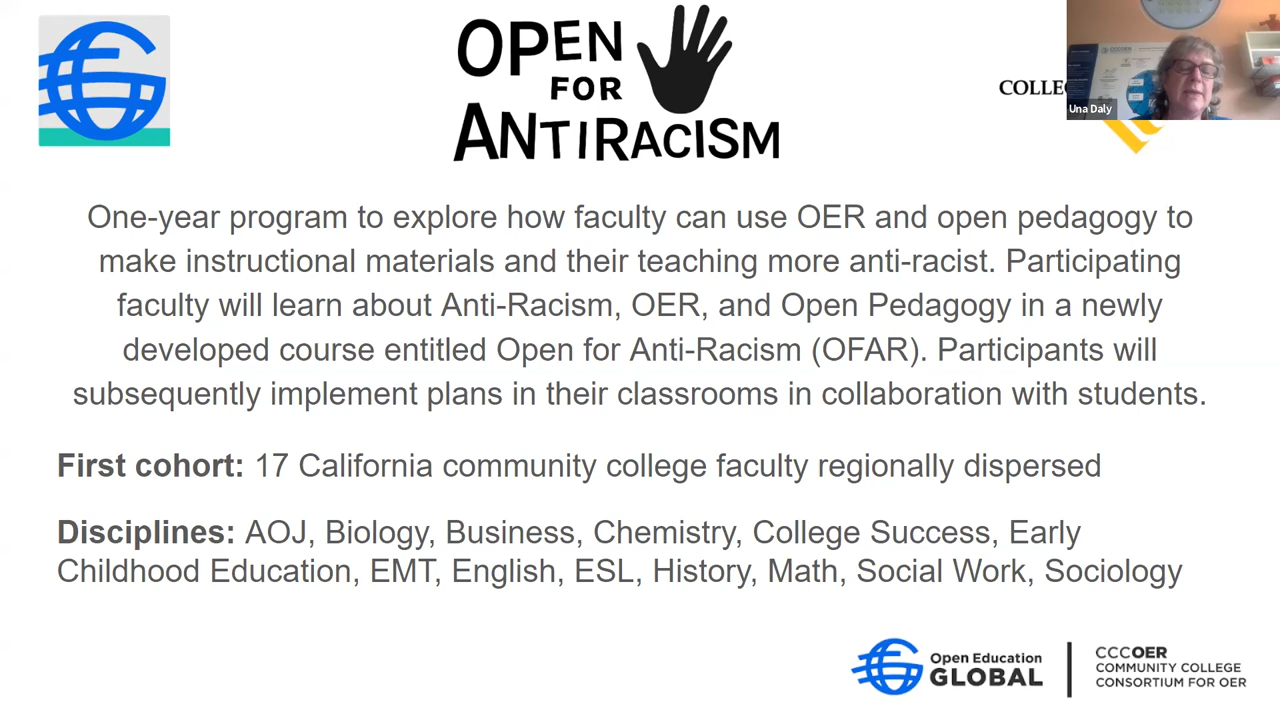 OPEN
FOR
ANTIRACISM
Una Daly
One-year program to explore how faculty can use OER and open pedagogy to
make instructional materials and their teaching more anti-racist. Participating
faculty will learn about Anti-Racism, OER, and Open Pedagogy in a newly
developed course entitled Open for Anti-Racism (OFAR). Participants will
subsequently implement plans in their classrooms in collaboration with students.
First cohort: 17 California community college faculty regionally dispersed
Disciplines: AOJ, Biology, Business, Chemistry, College Success, Early
Childhood Education, EMT, English, ESL, History, Math, Social Work, Sociology
Open Education
GLOBAL
CCCOER
COMMUNITY COLLEGE
CONSORTIUM FOR OER